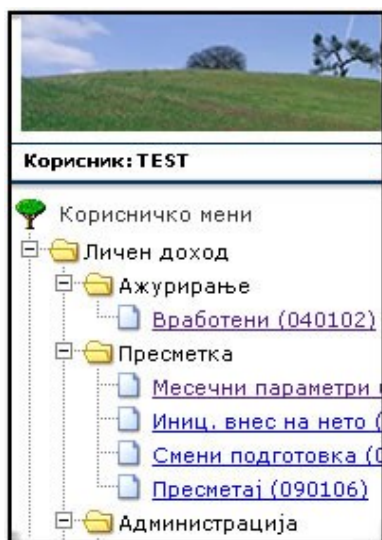 Корисник:TEST
Корисничко мени
Личен доход
Ажурирање
Вработени (040102)
Пресметка
Месечни параметри (
Иниц. внес на нето (
Смени подготовка (0
Пресметај (090106)
Администрација